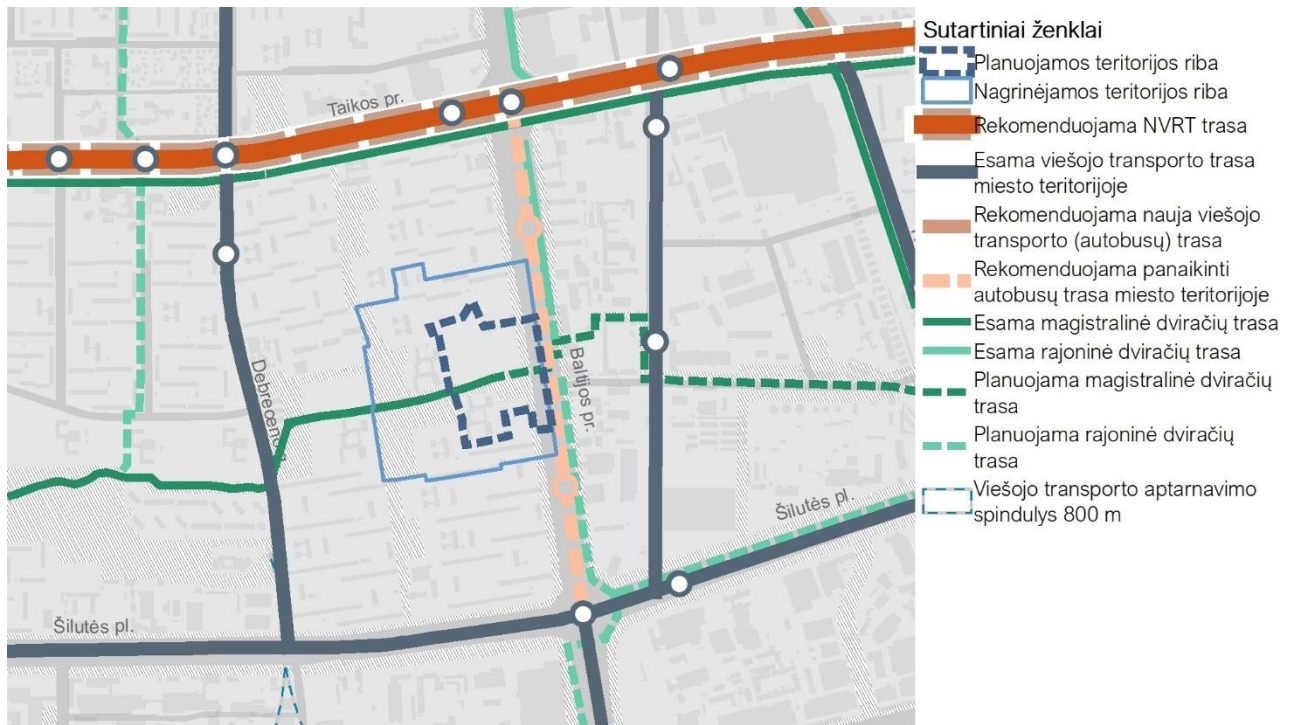 Taikos pr.
Debreceno
Baltijos pr.
Šilutės pl.
Šilutės pl.
Sutartiniai ženklai
Planuojamos teritorijos riba
Nagrinėjamos teritorijos riba
Rekomenduojama NVRT trasa
Esama viešojo transporto trasa
miesto teritorijoje
Rekomenduojama nauja viešojo
transporto (autobusų) trasa
Rekomenduojama panaikinti
autobusų trasa miesto teritorijoje
Esama magistralinė dviračių trasa
Esama rajoninė dviračių trasa
Planuojama magistralinė dviračių
trasa
Planuojama rajoninė dviračių
trasa
Viešojo transporto aptarnavimo
spindulys 800 m